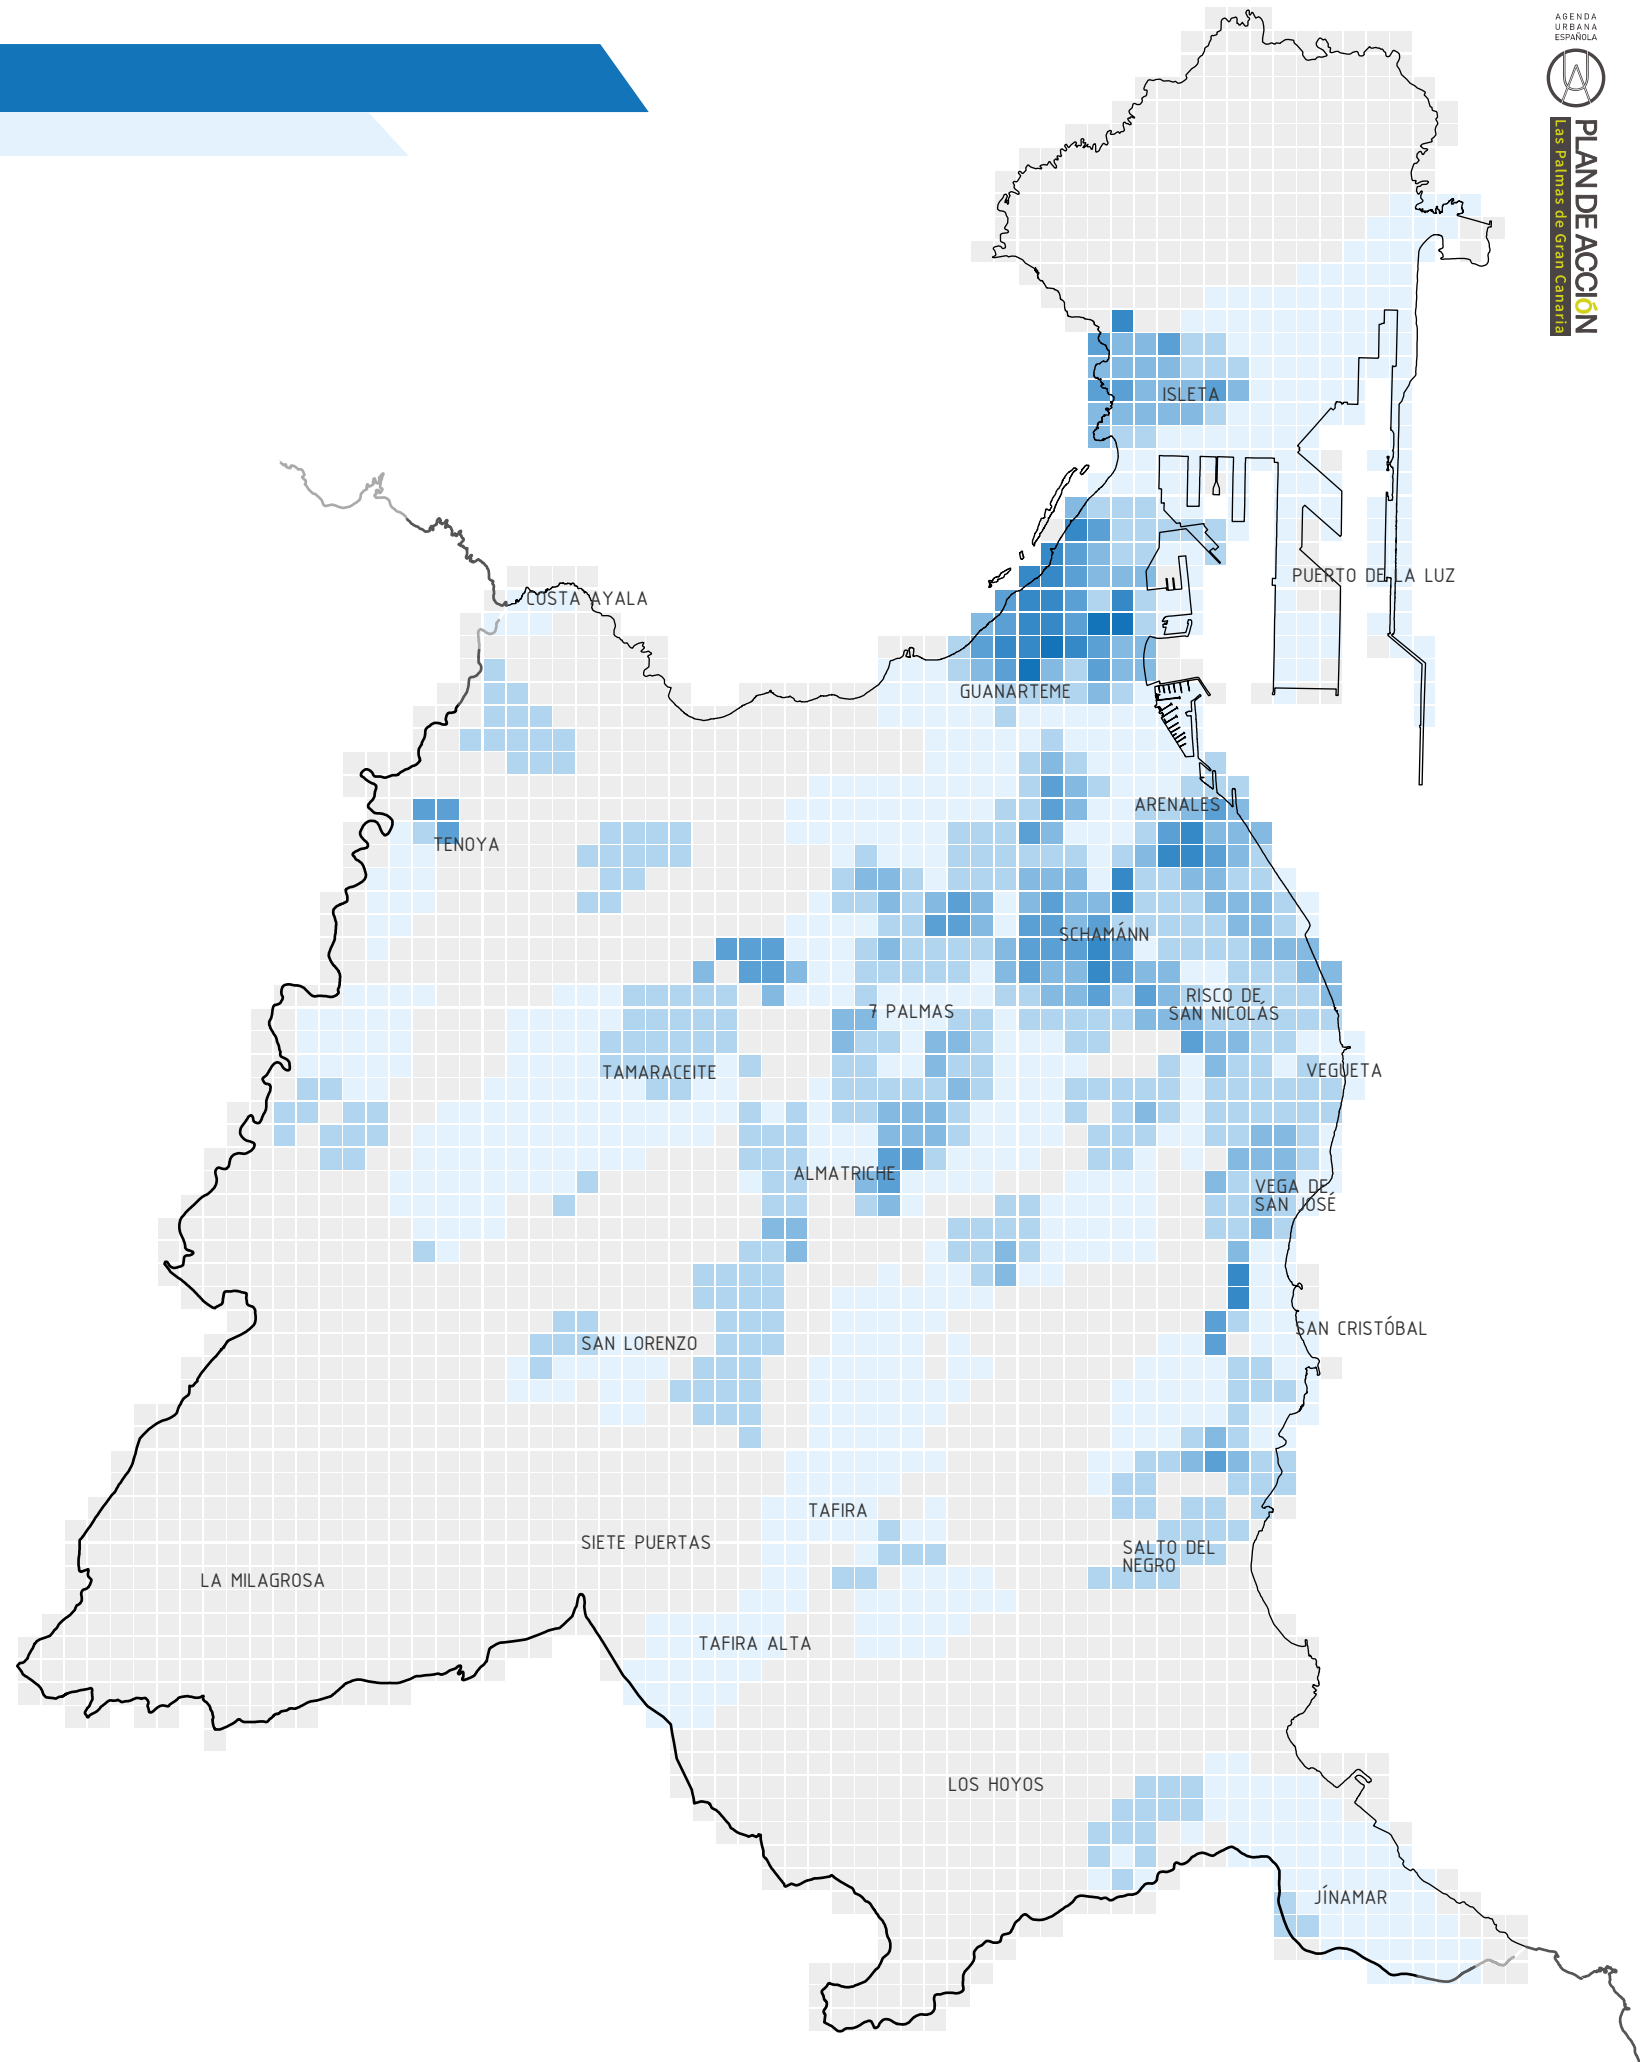 AGENDA
URBANA
ESPAÑOLA
PLAN DE ACCIÓN
Las Palmas de Gran Canaria
ISLETA
PUERTO DE LA LUZ
COSTA AYALA
GUANARTEME
ARENALES
TENOYA
SCHAMÁNN
RISCO DE
SAN NICOLÁS
7 PALMAS
TAMARACEITE
VEGUETA
ALMATRICHE
VEGA DE
SAN JOSÉ
SAN CRISTÓBAL
SAN LORENZO
TAFIRA
SIETE PUERTAS
SALTO DEL
NEGRO
LA MILAGROSA
TAFIRA ALTA
LOS HOYOS
JÍNAMAR